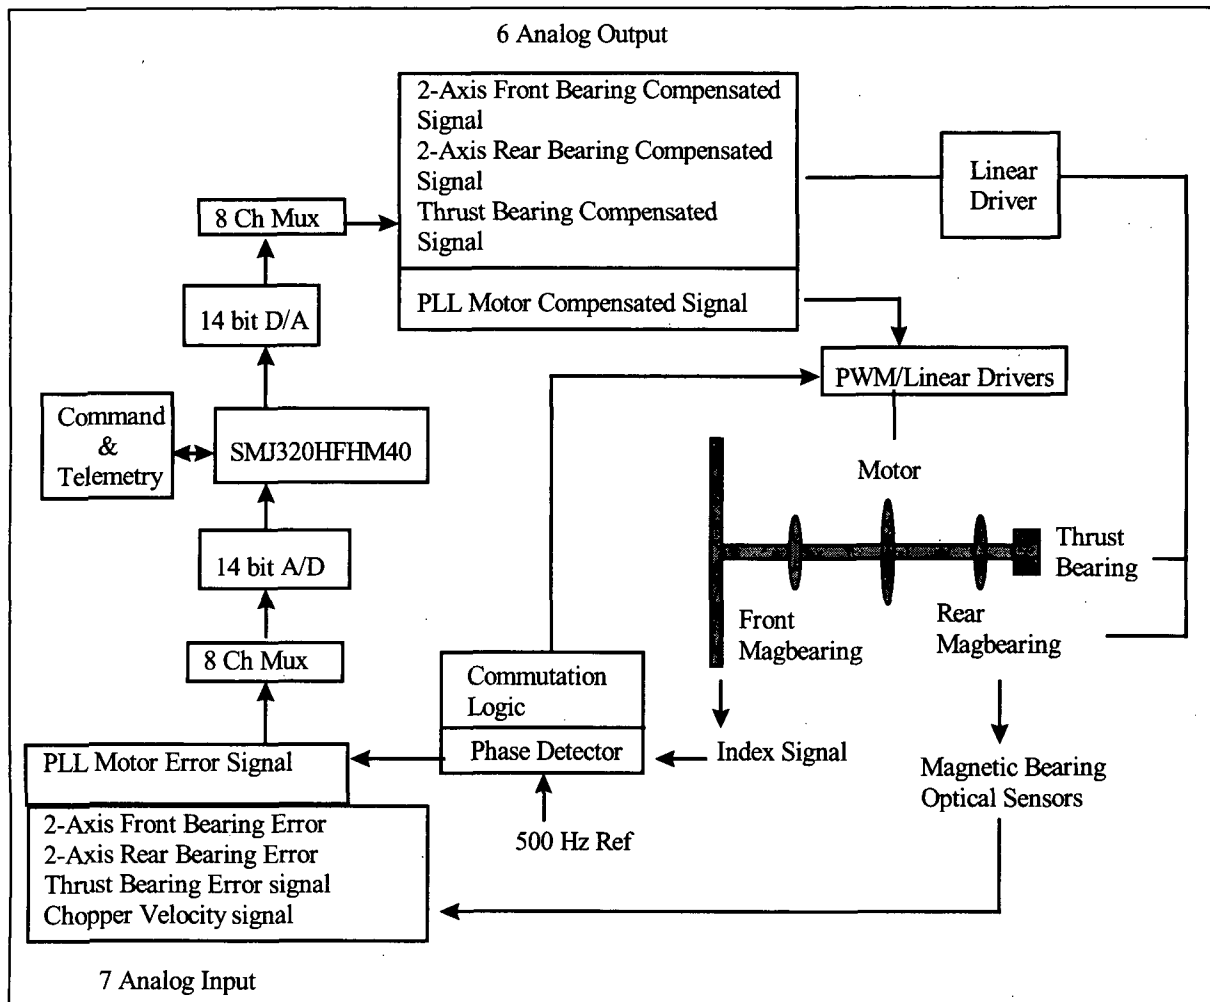 6 Analog Output
2-Axis Front Bearing Compensated
Signal
2-Axis Rear Bearing Compensated
Signal
Thrust Bearing Compensated
Signal
Linear
Driver
8 Ch Mux
PLL Motor Compensated Signal
14 bit D/A
PWM/Linear Drivers
Command
&
Telemetry
SMJ320HFHM40
Motor
14 bit A/D
Thrust
Bearing
Front
Magbearing
Rear
Magbearing
8 Ch Mux
Commutation
Logic
Phase Detector
Index Signal
PLL Motor Error Signal
Magnetic Bearing
Optical Sensors
500 Hz Ref
2-Axis Front Bearing Error
2-Axis Rear Bearing Error
Thrust Bearing Error signal
Chopper Velocity signal
7 Analog Input